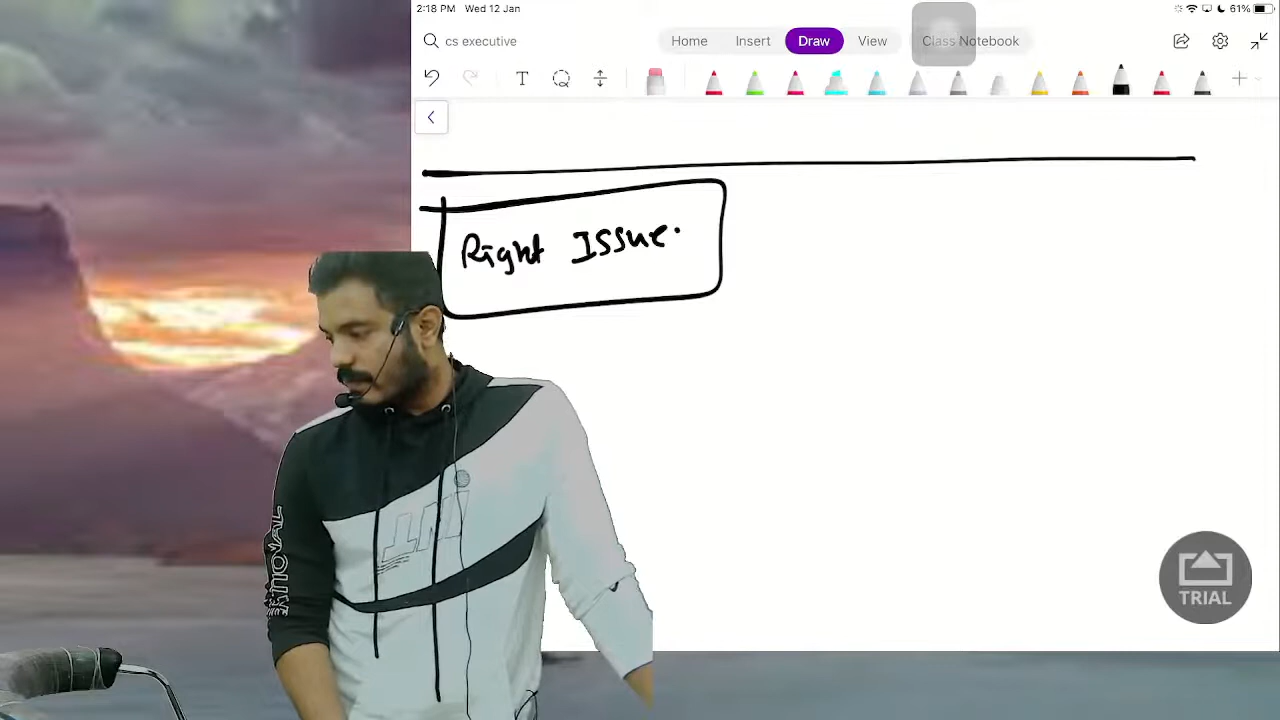 2:18 PM Wed 12 Jan
61%
cs executive
Home Insert Draw View Class Notebook
T
Right Issue.
TRIAL